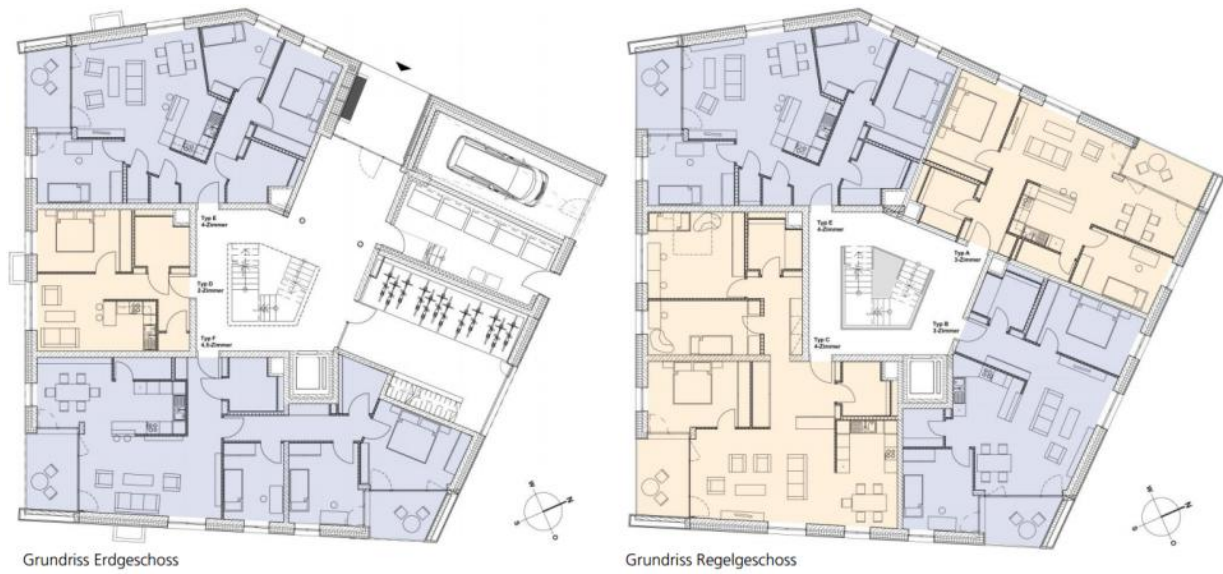 Typ E
4-Zimmer
Typ D
2-Zimmer
Typ F
4.5-Zimmer
Grundriss Erdgeschoss
Typ E
4-Zimmer
Typ A
3-Zimmer
Typ B
3-Zimmer
Typ C
4-Zimmer
Grundriss Regelgeschoss